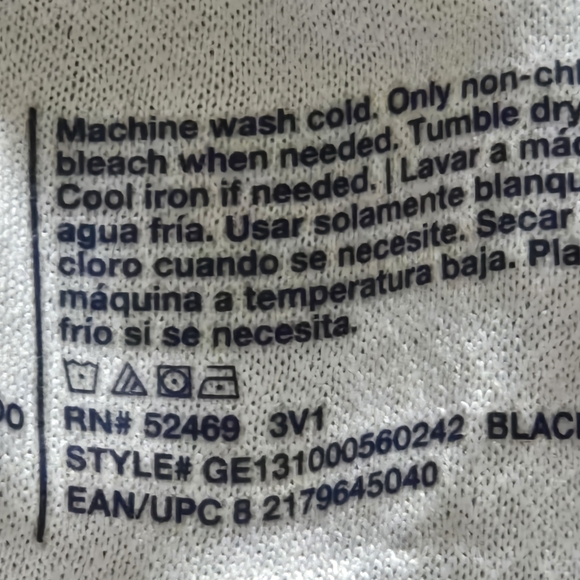 Machine wash cold. Only non-chl
bleach when needed. Tumble dry
Cool iron if needed. | Lavar a mác
agua fría. Usar solamente blanqu
cloro cuando se necesite. Secar
máquina a temperatura baja. Pla
frío si se necesita.
00 RN# 52469 3V1
STYLE# GE131000560242 BLAC
EAN/UPC 8 2179645040